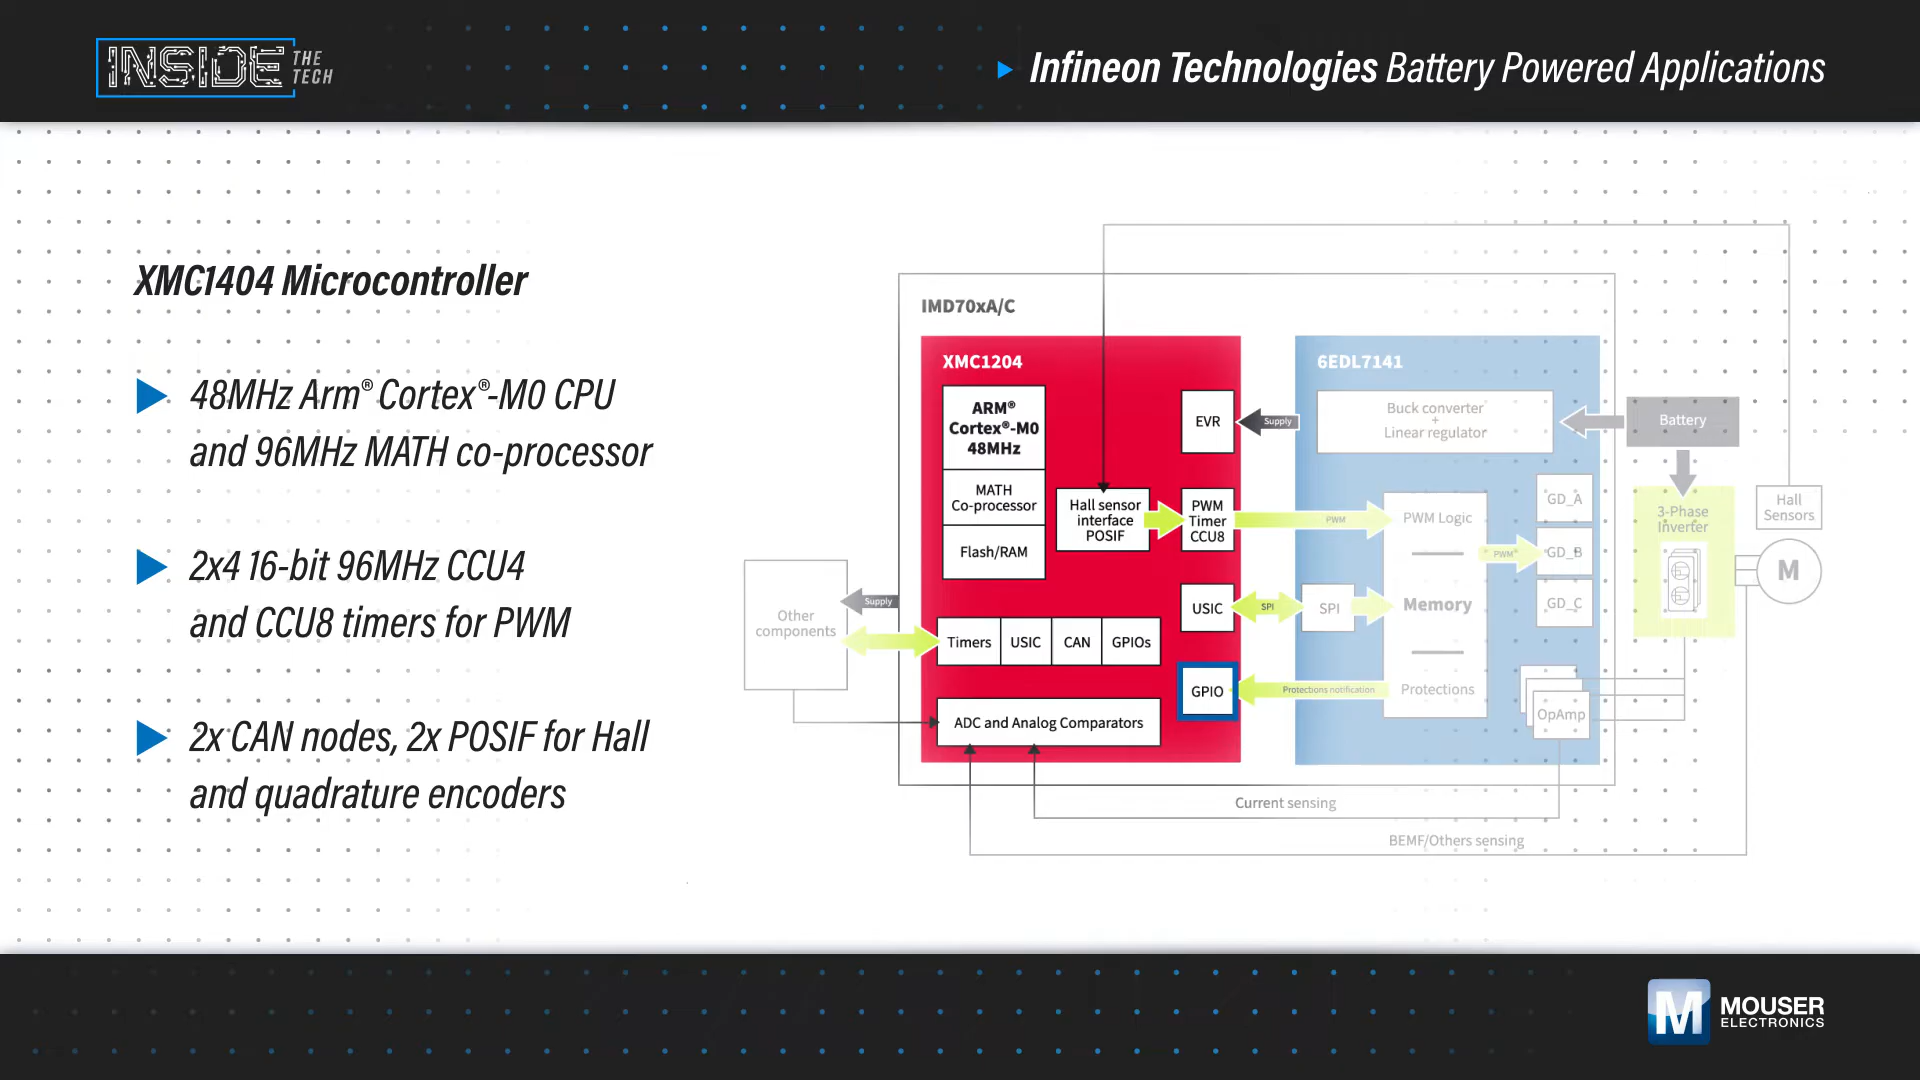 INSIDE THE TECH
Infineon Technologies Battery Powered Applications
XMC1404 Microcontroller
48MHz Arm® Cortex®-M0 CPU
and 96MHz MATH co-processor
2x4 16-bit 96MHz CCU4
and CCU8 timers for PWM
2x CAN nodes, 2x POSIF for Hall
and quadrature encoders
IMD70xA/C
XMC1204
ARM®
Cortex®-M0
48MHz
MATH
Co-processor
Flash/RAM
Hall sensor
interface
POSIF
EVR
PWM
Timer
CCU8
USIC
GPIO
Timers
USIC
CAN
GPIOs
ADC and Analog Comparators
Other
components
Supply
Supply
PWM
SPI
Protections notification
6EDL7141
Buck converter
+
Linear regulator
PWM Logic
PWM
SPI
Memory
Protections
GD_A
GD_B
GD_C
OpAmp
Battery
3-Phase
Inverter
Hall
Sensors
M
Current sensing
BEMF/Others sensing
M
MOUSER
ELECTRONICS